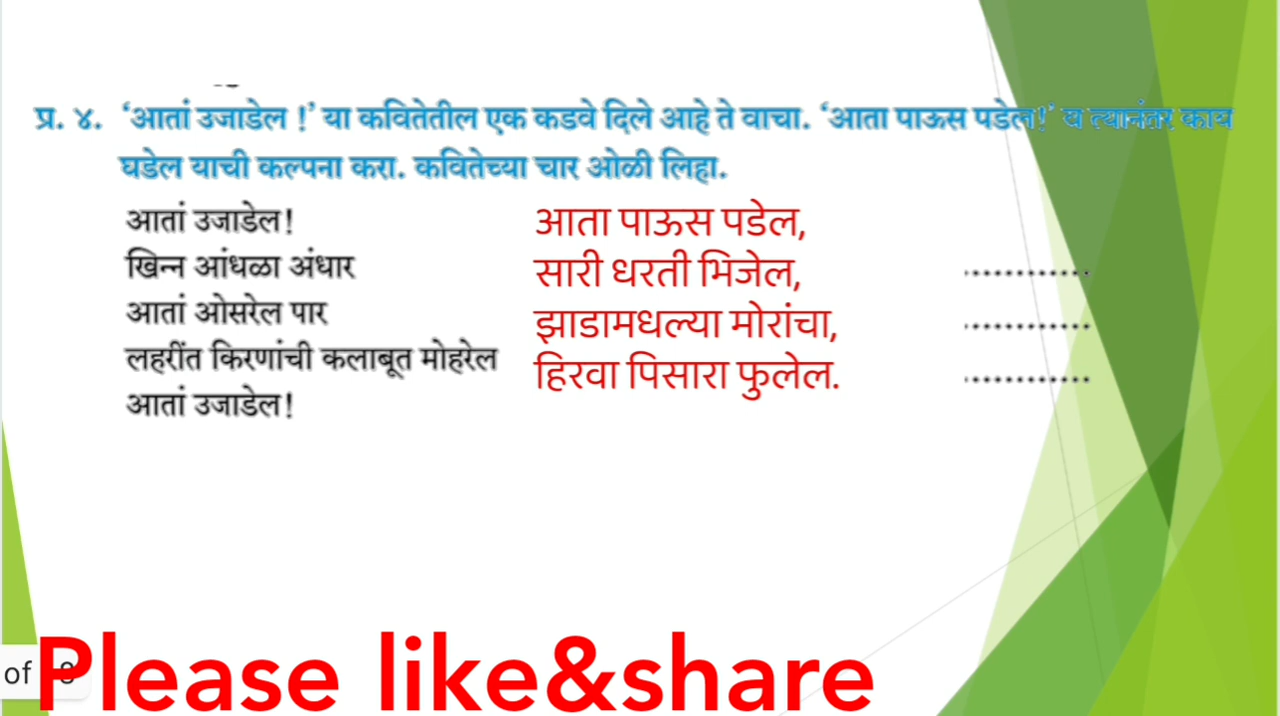 प्र. ४. ‘आतां उजाडेल !’ या कवितेतील एक कडवे दिले आहे ते वाचा. ‘आता पाऊस पडेल!’ व त्यानंतर काय
घडेल याची कल्पना करा. कवितेच्या चार ओळी लिहा.
आतां उजाडेल!
खिन्न आंधळा अंधार
आतां ओसरेल पार
लहरींत किरणांची कलाबूत मोहरेल
आतां उजाडेल!
आता पाऊस पडेल,
सारी धरती भिजेल,
झाडामधल्या मोरांचा,
हिरवा पिसारा फुलेल.
.............
.............
.............
of
Please like&share